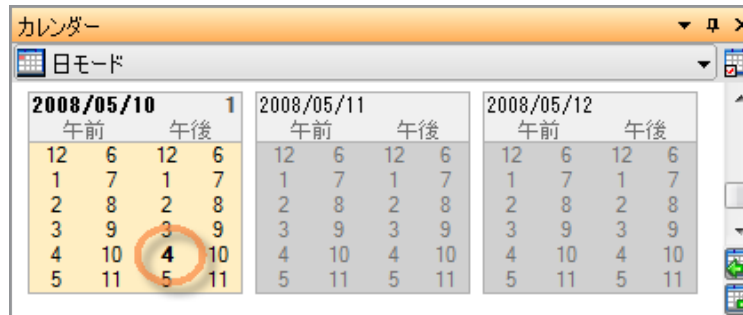 カレンダー
日モード
2008/05/10 1 2008/05/11 2008/05/12
午前 午後 午前 午後 午前 午後
12 6 12 6 12 6 12 6 12 6 12 6
1 7 1 7 1 7 1 7 1 7 1 7
2 8 2 8 2 8 2 8 2 8 2 8
3 9 3 9 3 9 3 9 3 9 3 9
4 10 4 10 4 10 4 10 4 10 4 10
5 11 5 11 5 11 5 11 5 11 5 11